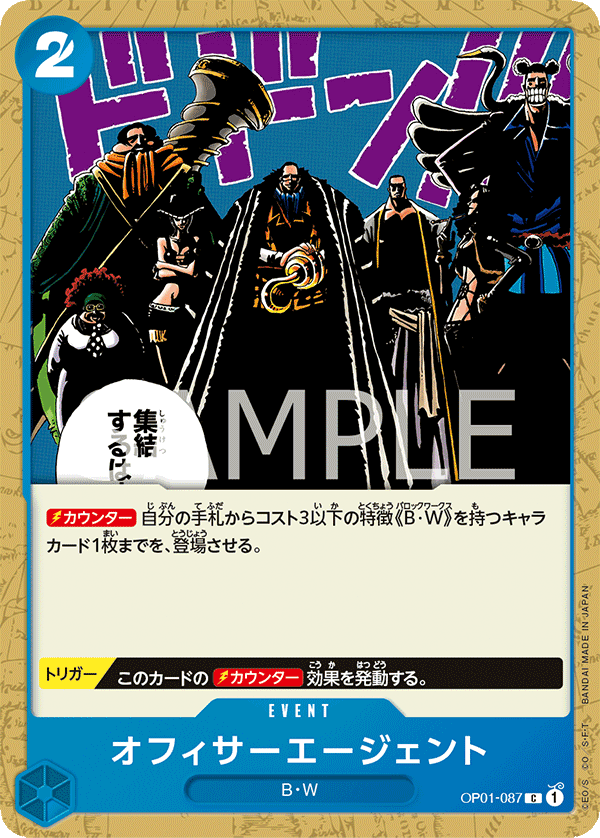 DLICHES EISMEER
2
ドドーン
集結
するは
SAMPLE
カウンター 自分の手札からコスト3以下の特徴《B・W》を持つキャラ
カード1枚までを、登場させる。
トリガー このカードの カウンター 効果を発動する。
EVENT
オフィサーエージェント
B・W
OP01-087 C 1
©EO/S, CO S・F・T BANDAI MADE IN JAPAN